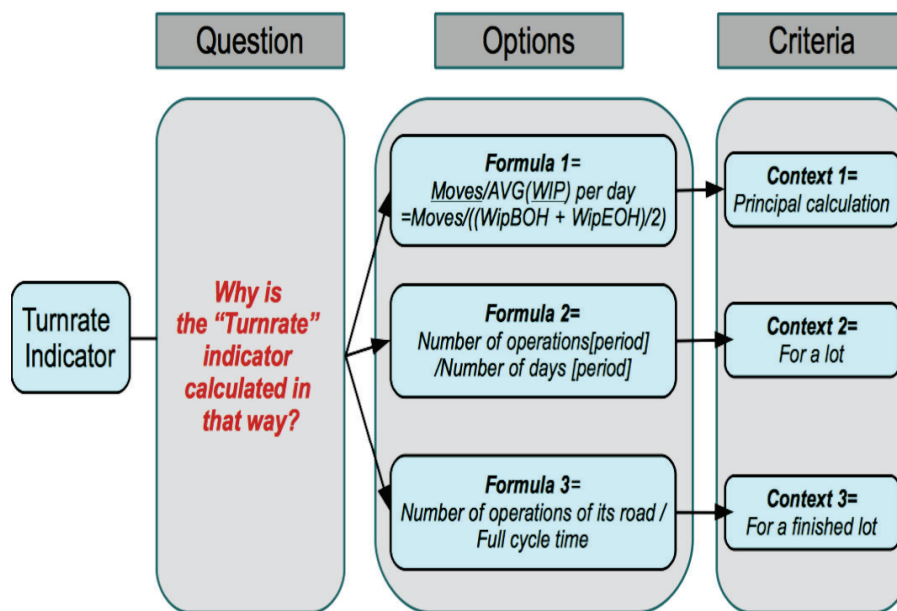 Question
Options
Criteria
Turnrate
Indicator
Why is
the “Turnrate”
indicator
calculated in
that way?
Formula 1=
Moves/AVG(WIP) per day
=Moves/((WipBOH + WipEOH)/2)
Formula 2=
Number of operations[period]
/Number of days [period]
Formula 3=
Number of operations of its road /
Full cycle time
Context 1=
Principal calculation
Context 2=
For a lot
Context 3=
For a finished lot